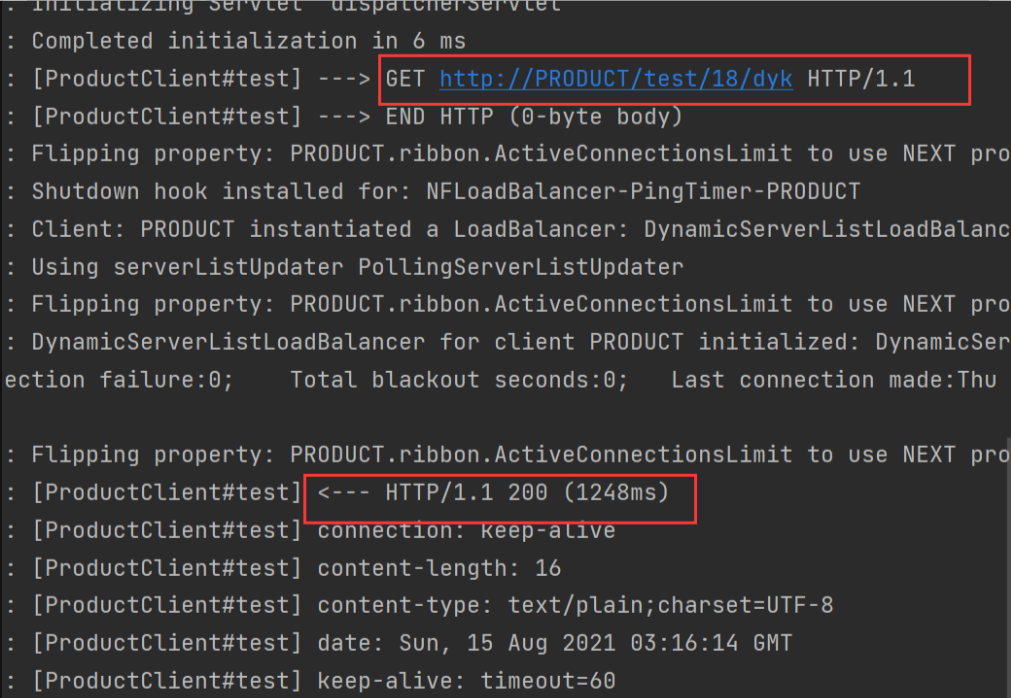 : Initializing Servlet 'dispatcherServlet'
: Completed initialization in 6 ms
: [ProductClient#test] ---> GET http://PRODUCT/test/18/dyk HTTP/1.1
: [ProductClient#test] ---> END HTTP (0-byte body)
: Flipping property: PRODUCT.ribbon.ActiveConnectionsLimit to use NEXT pro
: Shutdown hook installed for: NFLoadBalancer-PingTimer-PRODUCT
: Client: PRODUCT instantiated a LoadBalancer: DynamicServerListLoadBalanc
: Using serverListUpdater PollingServerListUpdater
: Flipping property: PRODUCT.ribbon.ActiveConnectionsLimit to use NEXT pro
: DynamicServerListLoadBalancer for client PRODUCT initialized: DynamicSer
ection failure:0;    Total blackout seconds:0;   Last connection made:Thu
: Flipping property: PRODUCT.ribbon.ActiveConnectionsLimit to use NEXT pro
: [ProductClient#test] <--- HTTP/1.1 200 (1248ms)
: [ProductClient#test] connection: keep-alive
: [ProductClient#test] content-length: 16
: [ProductClient#test] content-type: text/plain;charset=UTF-8
: [ProductClient#test] date: Sun, 15 Aug 2021 03:16:14 GMT
: [ProductClient#test] keep-alive: timeout=60